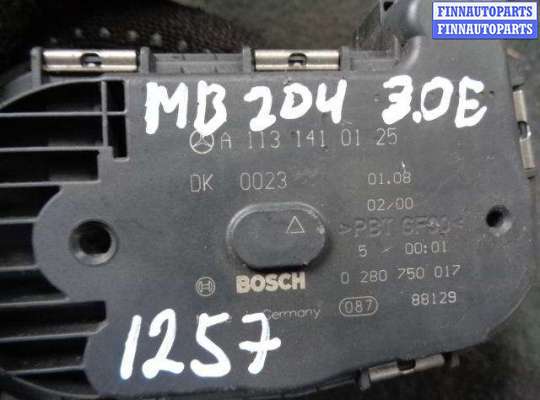 FINNAUTOPARTS
FINNAUTOPARTS
MB 204 3.0E
A 113 141 01 25
DK 0023
01.08
02/00
>PBT GF30<
5 00:01
BOSCH 0 280 750 017
Germany 087 88129
1257